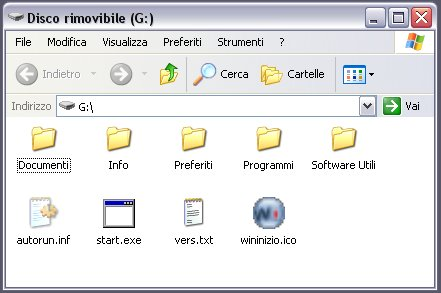 Disco rimovibile (G:)
File Modifica Visualizza Preferiti Strumenti ?
Indietro Cerca Cartelle
Indirizzo G:\ Vai
Documenti Info Preferiti Programmi Software Utili
autorun.inf start.exe vers.txt wininizio.ico